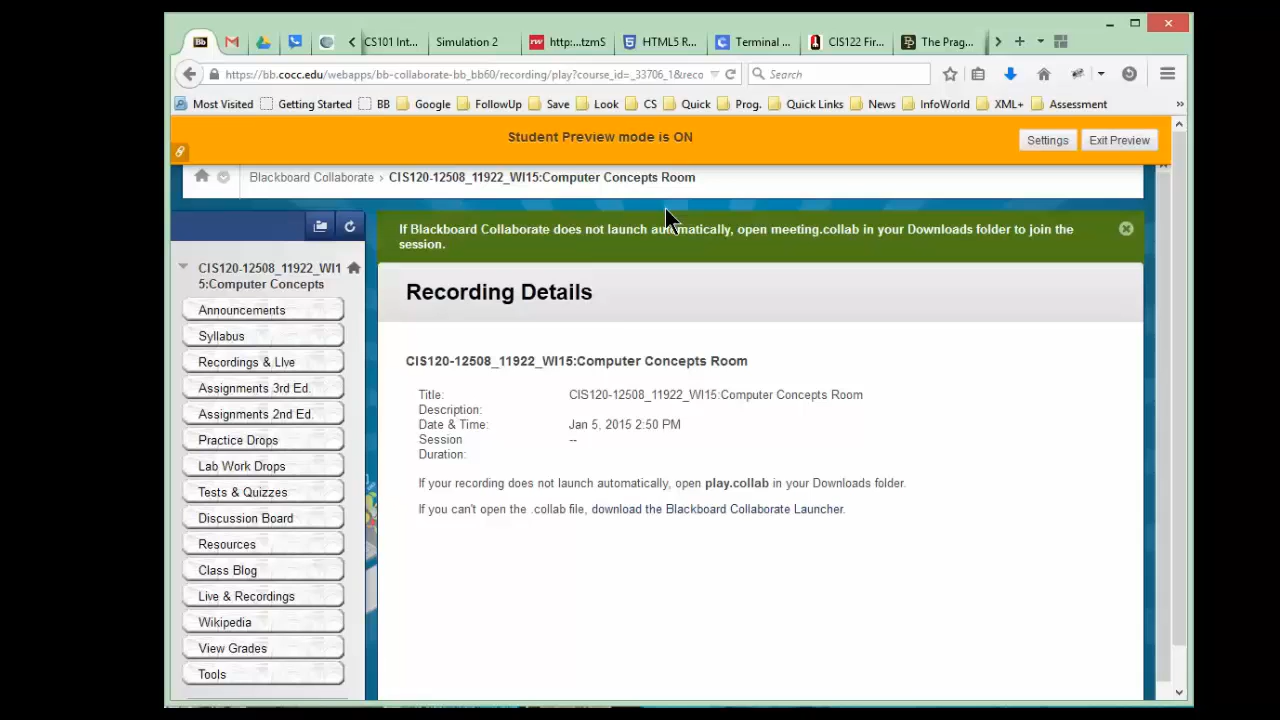 Bb
CS101 Int...
Simulation 2
rw
http:...tzmS
HTML5 R...
Terminal ...
CIS122 Fir...
The Prag...
https://bb.cocc.edu/webapps/bb-collaborate-bb_bb60/recording/play?course_id=_33706_1&reco
Search
Most Visited
Getting Started
BB
Google
FollowUp
Save
Look
CS
Quick
Prog.
Quick Links
News
InfoWorld
XML+
Assessment
»
Student Preview mode is ON
Settings
Exit Preview
Blackboard Collaborate > CIS120-12508_11922_WI15:Computer Concepts Room
If Blackboard Collaborate does not launch automatically, open meeting.collab in your Downloads folder to join the
session.
CIS120-12508_11922_WI1
5:Computer Concepts
Announcements
Syllabus
Recordings & LIve
Assignments 3rd Ed.
Assignments 2nd Ed.
Practice Drops
Lab Work Drops
Tests & Quizzes
Discussion Board
Resources
Class Blog
Live & Recordings
Wikipedia
View Grades
Tools
Recording Details
CIS120-12508_11922_WI15:Computer Concepts Room
Title: CIS120-12508_11922_WI15:Computer Concepts Room
Description:
Date & Time: Jan 5, 2015 2:50 PM
Session --
Duration:
If your recording does not launch automatically, open play.collab in your Downloads folder.
If you can't open the .collab file, download the Blackboard Collaborate Launcher.